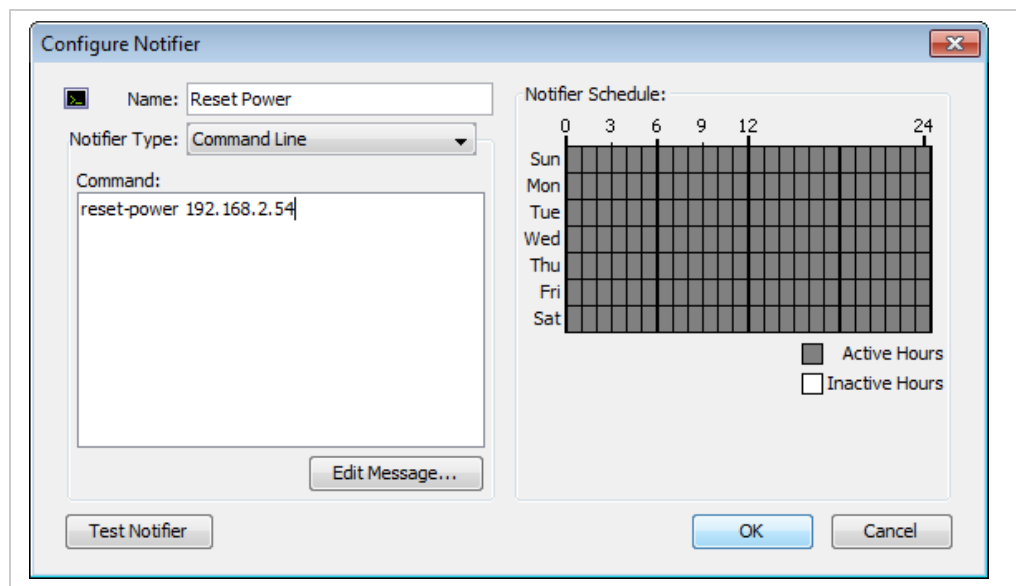 Configure Notifier
Name: Reset Power
Notifier Type: Command Line
Command:
reset-power 192.168.2.54
Edit Message...
Notifier Schedule:
0 3 6 9 12 24
Sun
Mon
Tue
Wed
Thu
Fri
Sat
Active Hours
Inactive Hours
Test Notifier
OK
Cancel